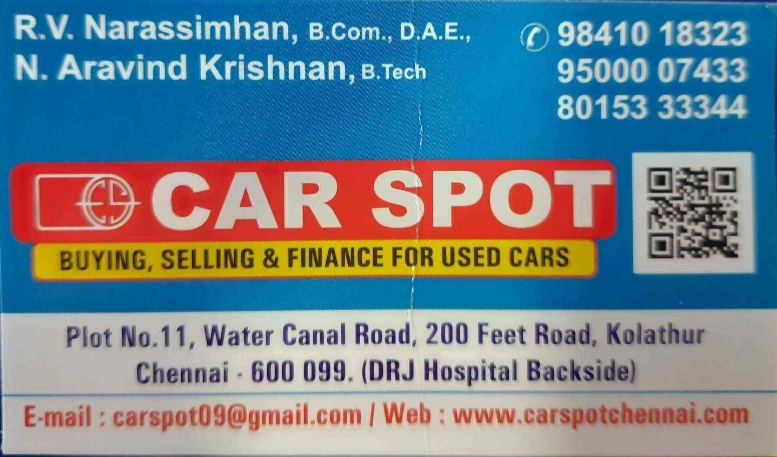 R.V. Narassimhan, B.Com., D.A.E.,
N. Aravind Krishnan, B.Tech
98410 18323
95000 07433
80153 33344
CS CAR SPOT
BUYING, SELLING & FINANCE FOR USED CARS
Plot No.11, Water Canal Road, 200 Feet Road, Kolathur
Chennai - 600 099. (DRJ Hospital Backside)
E-mail : carspot09@gmail.com / Web : www.carspotchennai.com